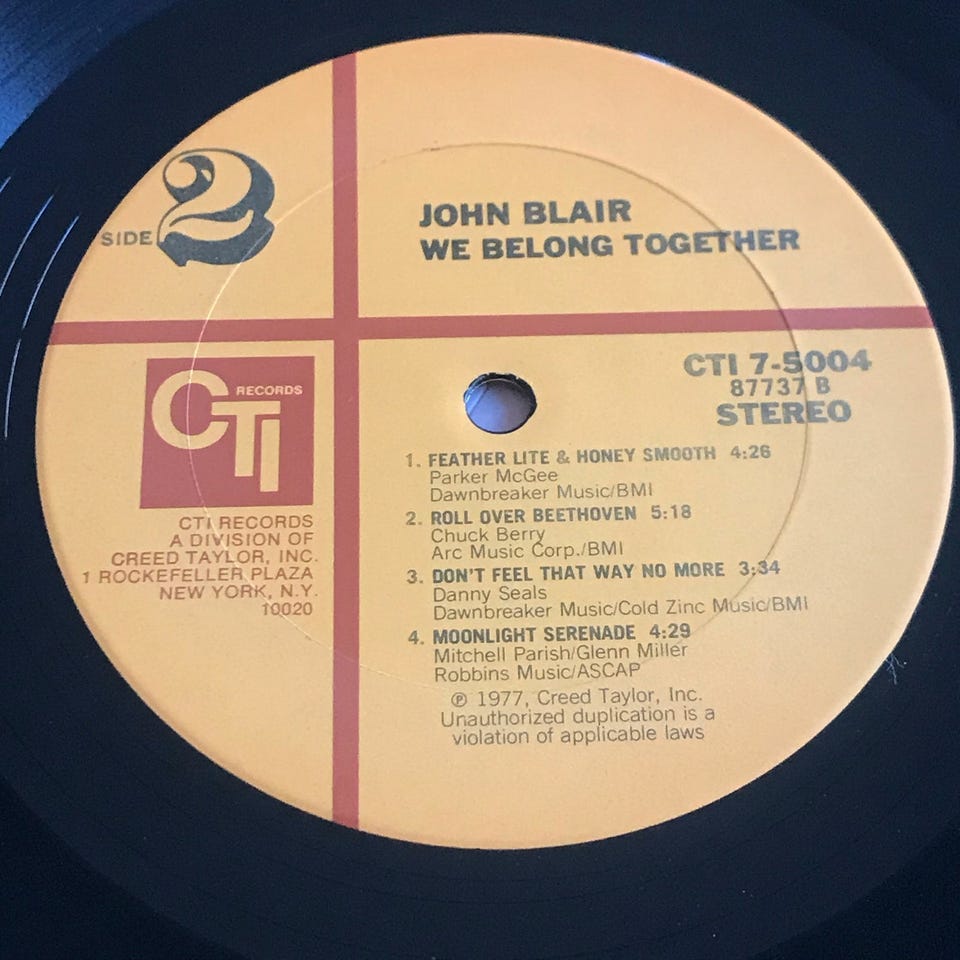 SIDE 2
JOHN BLAIR
WE BELONG TOGETHER
CTI RECORDS
CTI RECORDS
A DIVISION OF
CREED TAYLOR, INC.
1 ROCKEFELLER PLAZA
NEW YORK, N.Y.
10020
CTI 7-5004
87737 B
STEREO
1. FEATHER LITE & HONEY SMOOTH 4:26
Parker McGee
Dawnbreaker Music/BMI
2. ROLL OVER BEETHOVEN 5:18
Chuck Berry
Arc Music Corp./BMI
3. DON'T FEEL THAT WAY NO MORE 3:34
Danny Seals
Dawnbreaker Music/Cold Zinc Music/BMI
4. MOONLIGHT SERENADE 4:29
Mitchell Parish/Glenn Miller
Robbins Music/ASCAP
℗ 1977, Creed Taylor, Inc.
Unauthorized duplication is a
violation of applicable laws